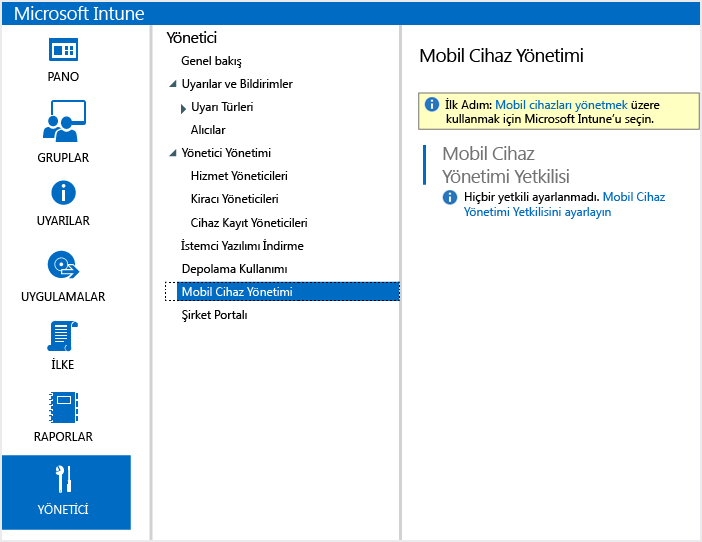 Microsoft Intune
PANO
GRUPLAR
UYARILAR
UYGULAMALAR
İLKE
RAPORLAR
YÖNETİCİ
Yönetici
Genel bakış
Uyarılar ve Bildirimler
Uyarı Türleri
Alıcılar
Yönetici Yönetimi
Hizmet Yöneticileri
Kiracı Yöneticileri
Cihaz Kayıt Yöneticileri
İstemci Yazılımı İndirme
Depolama Kullanımı
Mobil Cihaz Yönetimi
Şirket Portalı
Mobil Cihaz Yönetimi
İlk Adım: Mobil cihazları yönetmek üzere
kullanmak için Microsoft Intune'u seçin.
Mobil Cihaz
Yönetimi Yetkilisi
Hiçbir yetkili ayarlanmadı. Mobil Cihaz
Yönetimi Yetkilisini ayarlayın